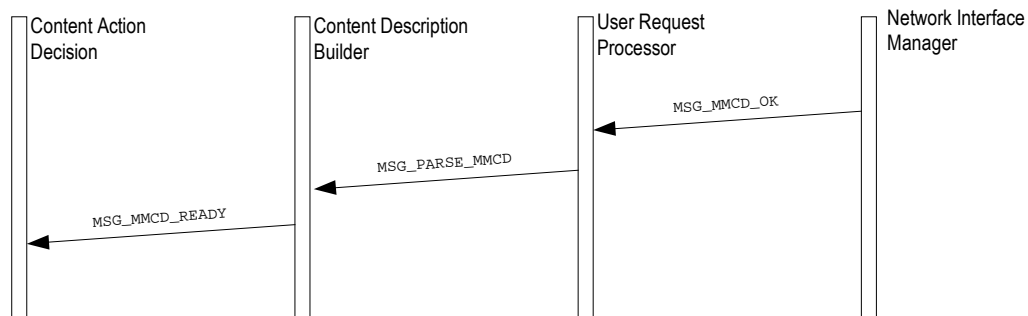 Content Action
Decision
Content Description
Builder
User Request
Processor
Network Interface
Manager
MSG_MMCD_OK
MSG_PARSE_MMCD
MSG_MMCD_READY